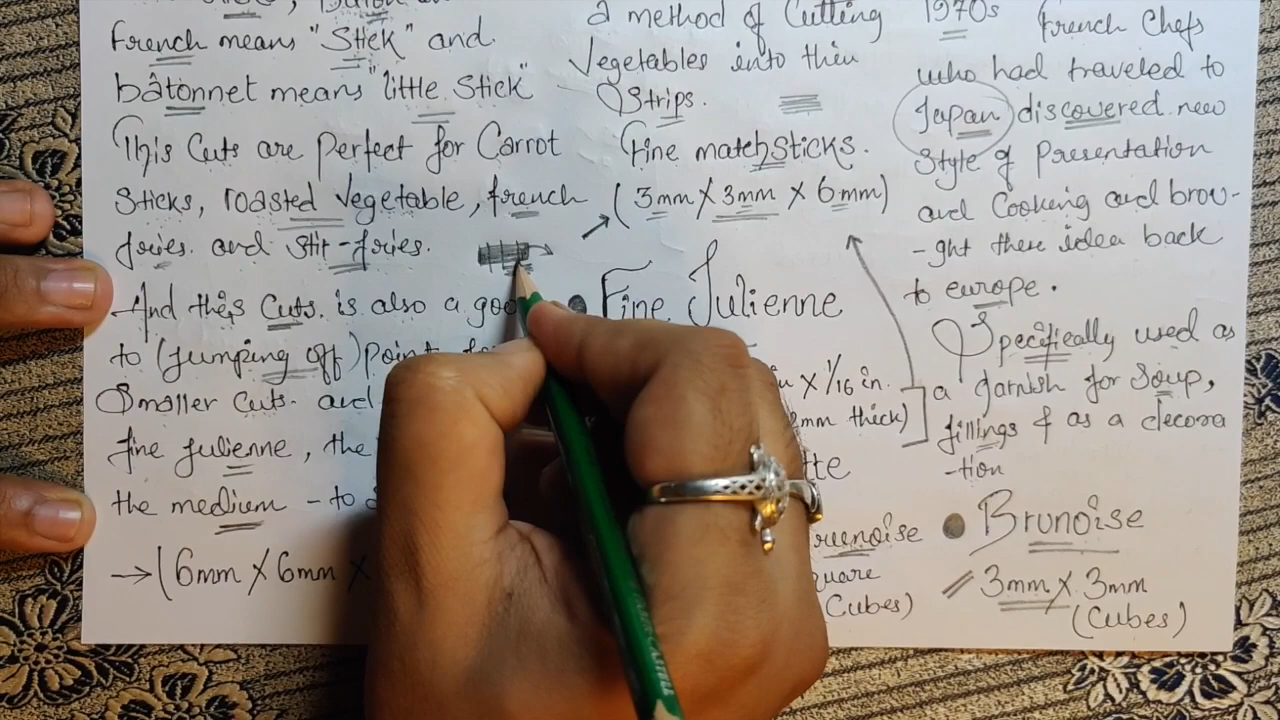 French means "Stick" and
bâtonnet means "little Stick"
This Cuts are perfect for Carrot
Sticks, roasted vegetable, french
fries. and Stir-fries.
And this Cuts. is also a goo
to (Jumping off) point
Smaller Cuts. and
fine Julienne, the
the medium - to
→ (6mm X 6mm X
a method of Cutting
Vegetables into thin
Strips.
Fine matchsticks.
(3mm X 3mm X 6mm)
Fine Julienne
X 1/16 in.
2mm thick)
tte
runoise
quare
Cubes)
1970s French Chefs
who had traveled to
Japan discovered new
Style of Presentation
and Cooking and brou-
-ght these idea back
to europe.
Specifically used as
a garnish for Soup,
fillings & as a decora
-tion
Brunoise
3mm X 3mm
(Cubes)